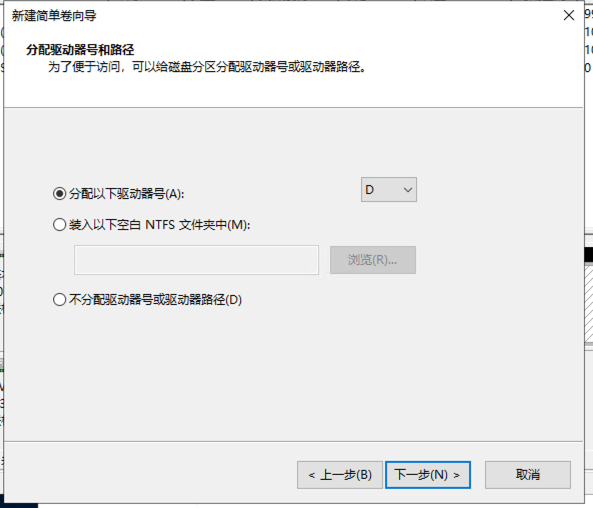 新建简单卷向导
分配驱动器号和路径
为了便于访问，可以给磁盘分区分配驱动器号或驱动器路径。
分配以下驱动器号(A):
D
装入以下空白 NTFS 文件夹中(M):
浏览(R)...
不分配驱动器号或驱动器路径(D)
< 上一步(B)
下一步(N) >
取消